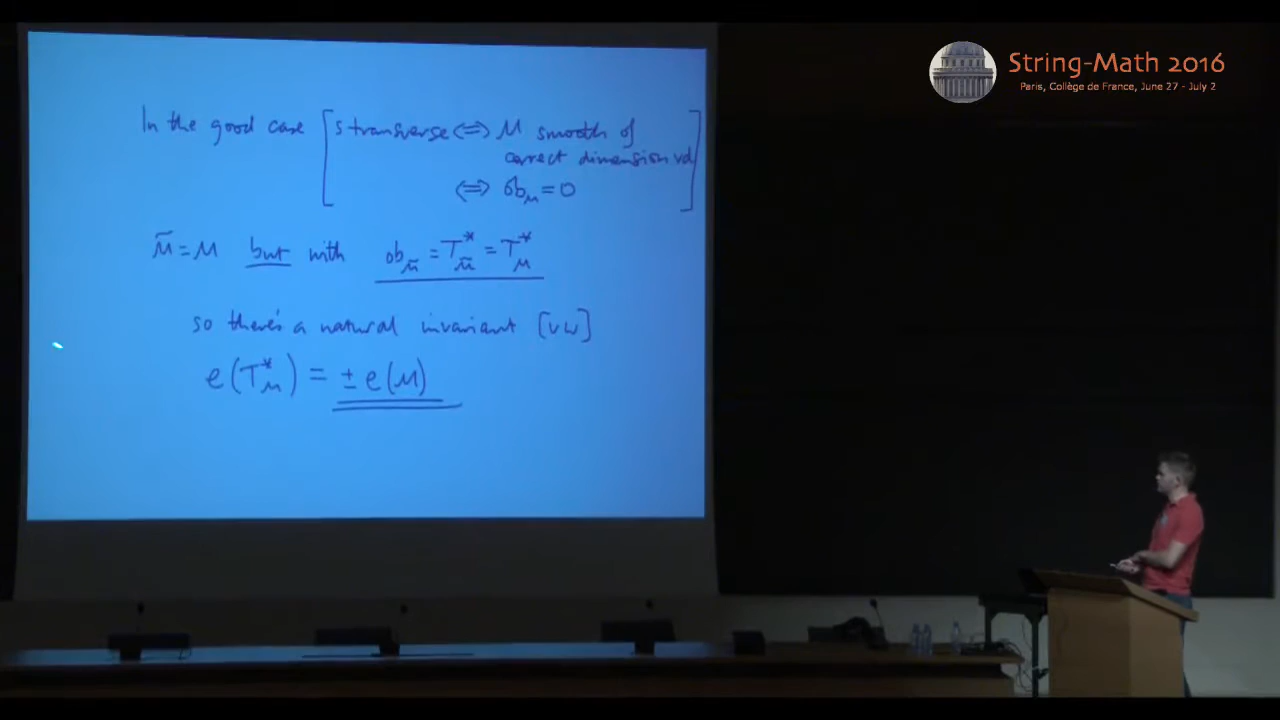 String-Math 2016
Paris, Collège de France, June 27 - July 2
In the good case [ s transverse ⇔ M smooth of
correct dimension vd
⇔ ob_M = 0 ]
M̃ = M but with ob_M̃ = T*_M̃ = T*_M
so there's a natural invariant [VW]
e(T*_M) = ± e(M)